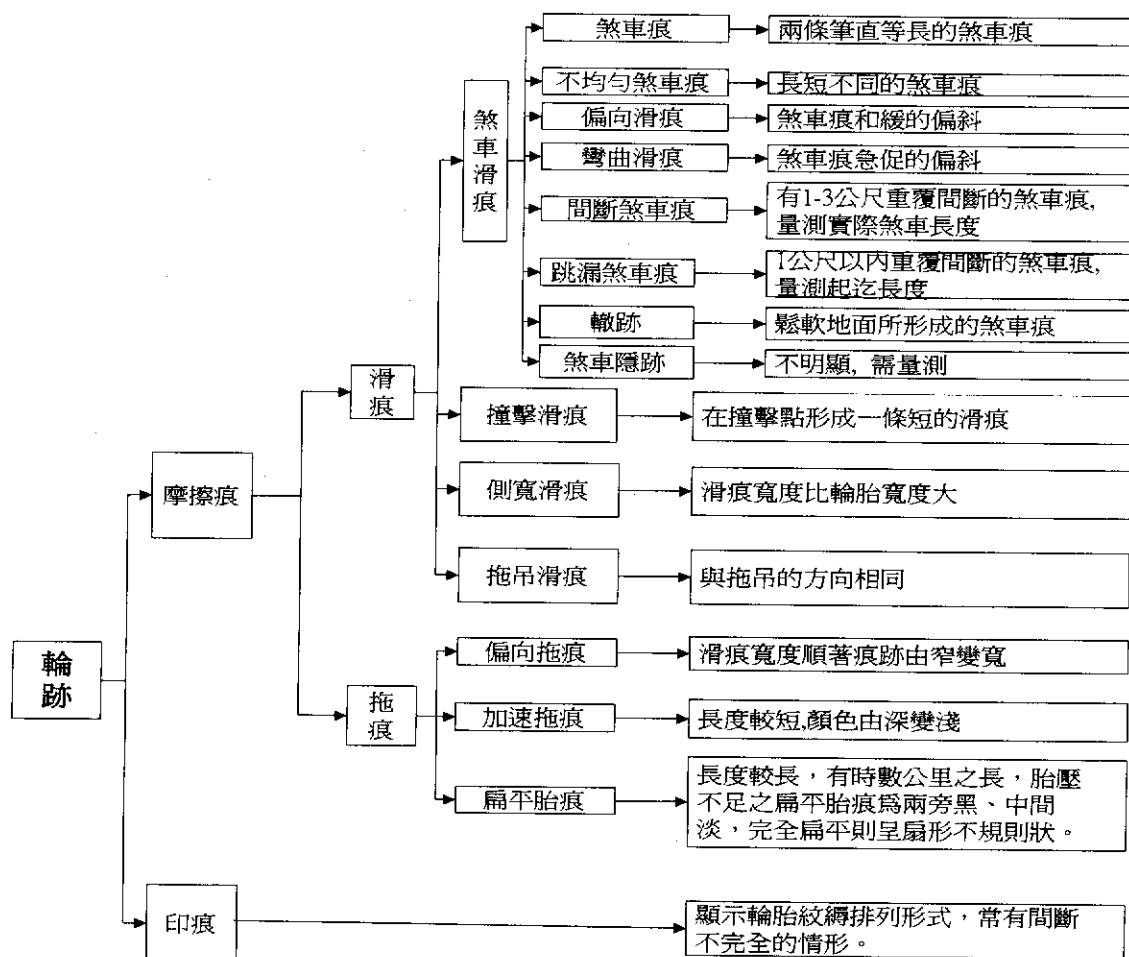 煞車痕
兩條筆直等長的煞車痕
不均勻煞車痕
長短不同的煞車痕
偏向滑痕
煞車痕和緩的偏斜
彎曲滑痕
煞車痕急促的偏斜
間斷煞車痕
有1-3公尺重覆間斷的煞車痕,
量測實際煞車長度
跳漏煞車痕
1公尺以內重覆間斷的煞車痕,
量測起迄長度
轍跡
鬆軟地面所形成的煞車痕
煞車隱跡
不明顯, 需量測
煞車滑痕
滑痕
撞擊滑痕
在撞擊點形成一條短的滑痕
側寬滑痕
滑痕寬度比輪胎寬度大
拖吊滑痕
與拖吊的方向相同
摩擦痕
輪跡
拖痕
偏向拖痕
滑痕寬度順著痕跡由窄變寬
加速拖痕
長度較短,顏色由深變淺
扁平胎痕
長度較長，有時數公里之長，胎壓
不足之扁平胎痕爲兩旁黑、中間
淡，完全扁平則呈扇形不規則狀。
印痕
顯示輪胎紋縟排列形式，常有間斷
不完全的情形。